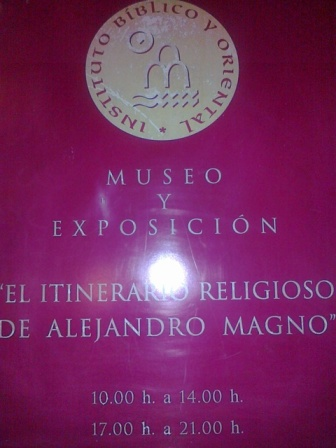 INSTITUTO BÍBLICO Y ORIENTAL *
MUSEO
Y
EXPOSICIÓN
"EL ITINERARIO RELIGIOSO
DE ALEJANDRO MAGNO"
10.00 h. a 14.00 h.
17.00 h. a 21.00 h.